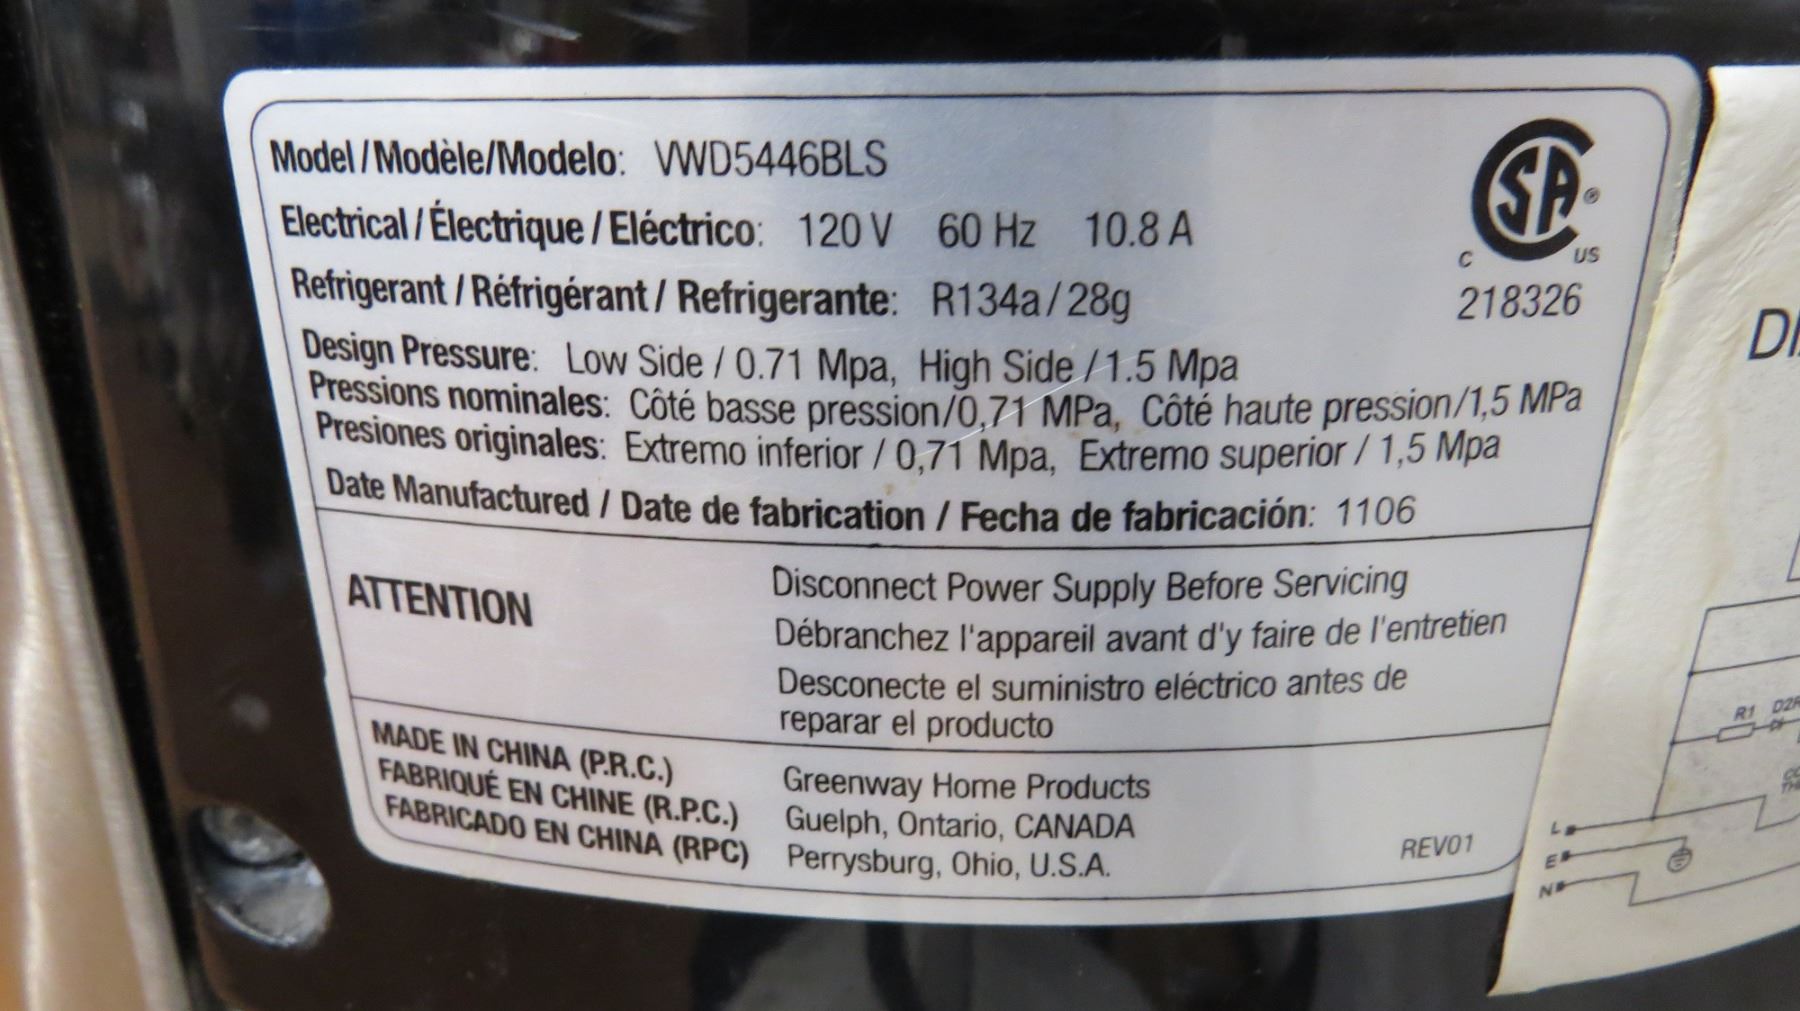 Model / Modèle/Modelo: VWD5446BLS
Electrical / Électrique / Eléctrico: 120 V 60 Hz 10.8 A
Refrigerant / Réfrigérant / Refrigerante: R134a / 28g
Design Pressure: Low Side / 0.71 Mpa, High Side / 1.5 Mpa
Pressions nominales: Côté basse pression/0,71 MPa, Côté haute pression/1,5 MPa
Presiones originales: Extremo inferior / 0,71 Mpa, Extremo superior / 1,5 Mpa
Date Manufactured / Date de fabrication / Fecha de fabricación: 1106
SA ®
C US
218326
ATTENTION
Disconnect Power Supply Before Servicing
Débranchez l'appareil avant d'y faire de l'entretien
Desconecte el suministro eléctrico antes de
reparar el producto
MADE IN CHINA (P.R.C.)
FABRIQUÉ EN CHINE (R.P.C.)
FABRICADO EN CHINA (RPC)
Greenway Home Products
Guelph, Ontario, CANADA
Perrysburg, Ohio, U.S.A.
REV01
R1
L
E
N